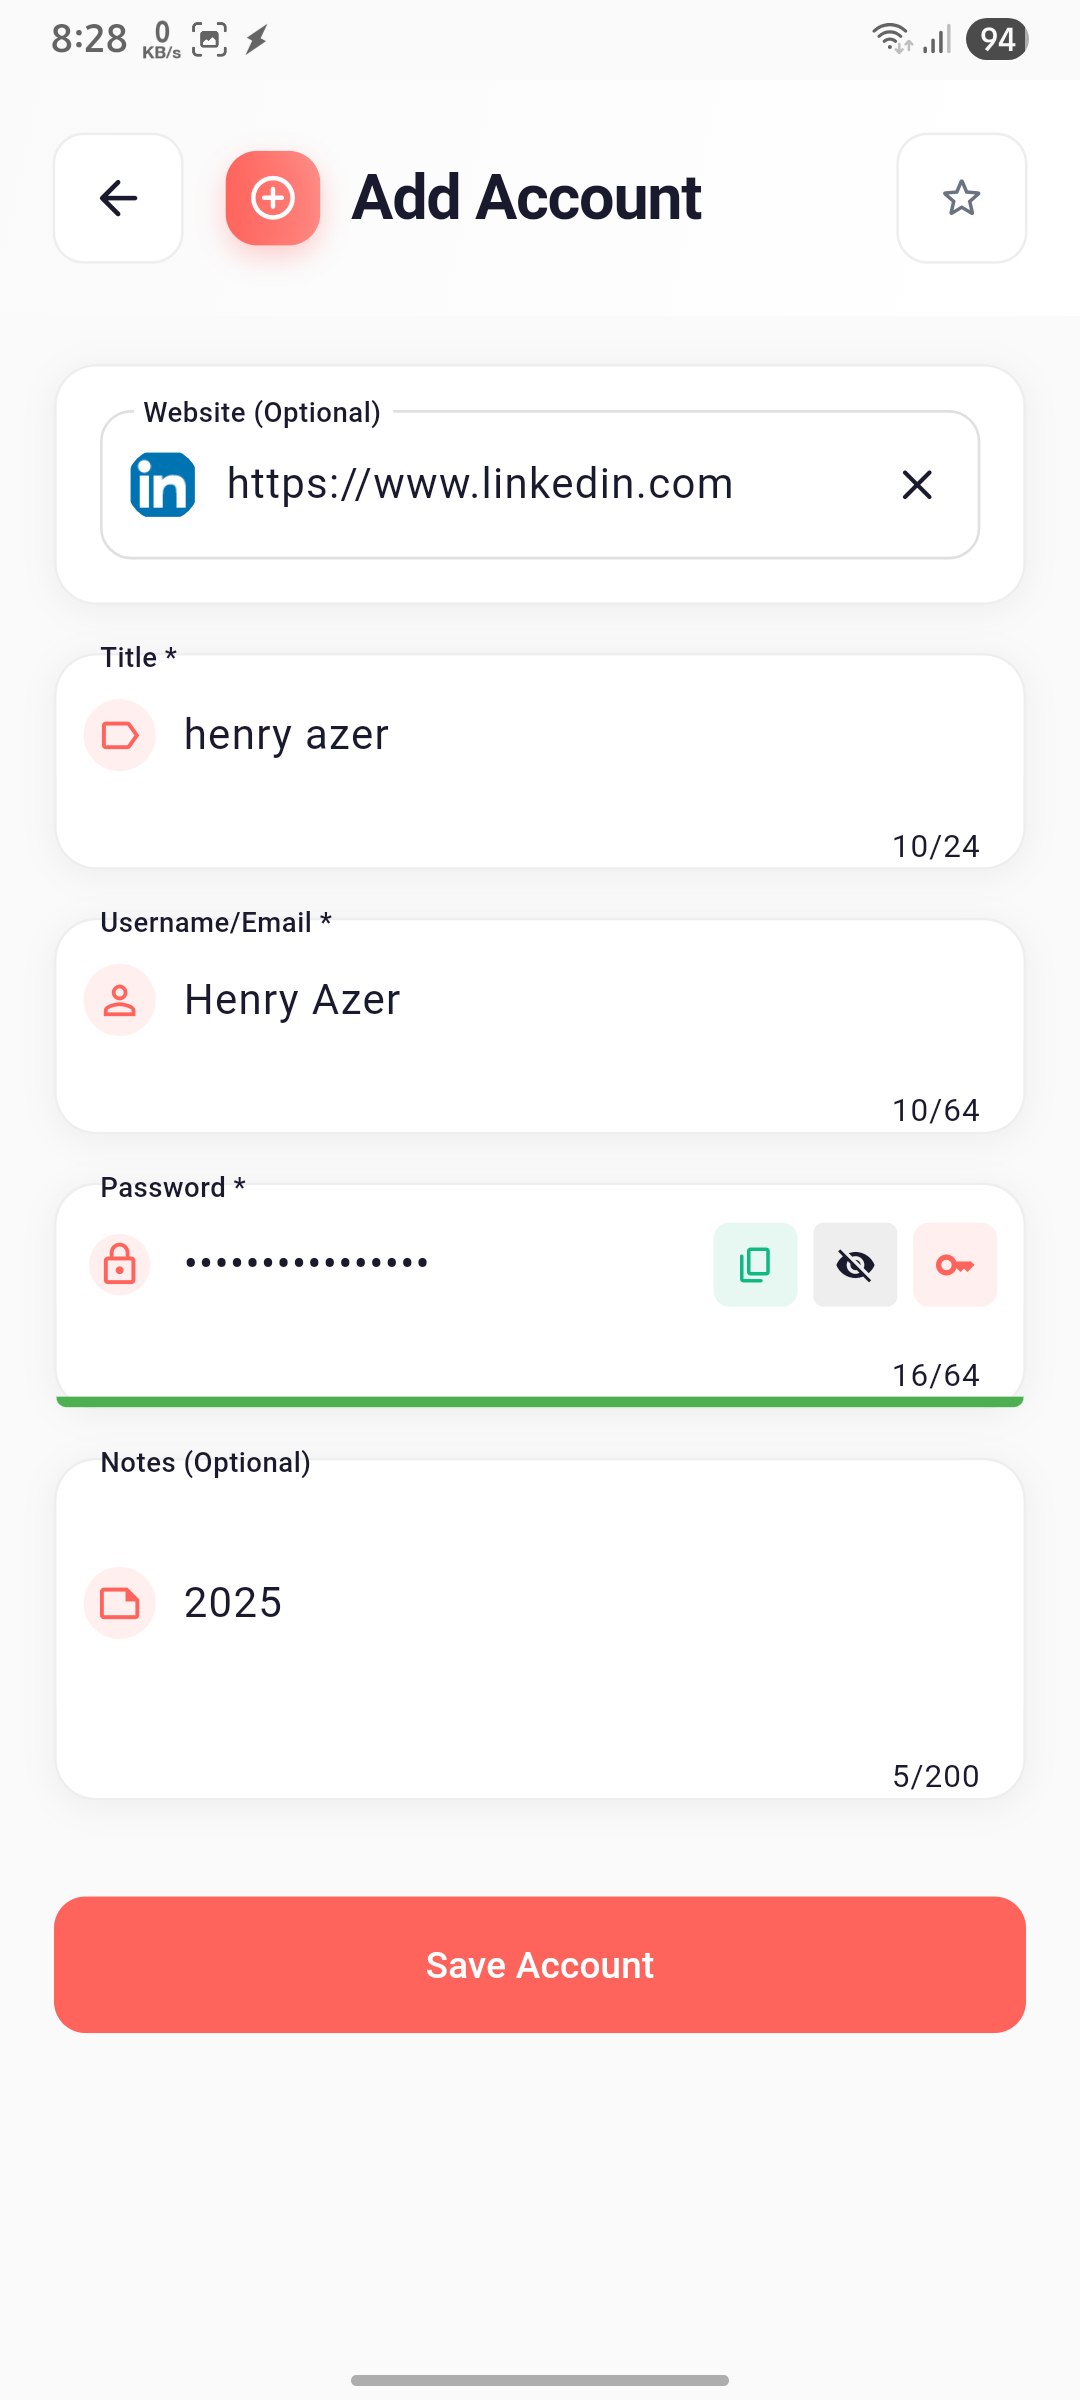 8:28
0
KB/s
94
Add Account
Website (Optional)
in
https://www.linkedin.com
Title *
henry azer
10/24
Username/Email *
Henry Azer
10/64
Password *
••••••••••••••••
16/64
Notes (Optional)
2025
5/200
Save Account